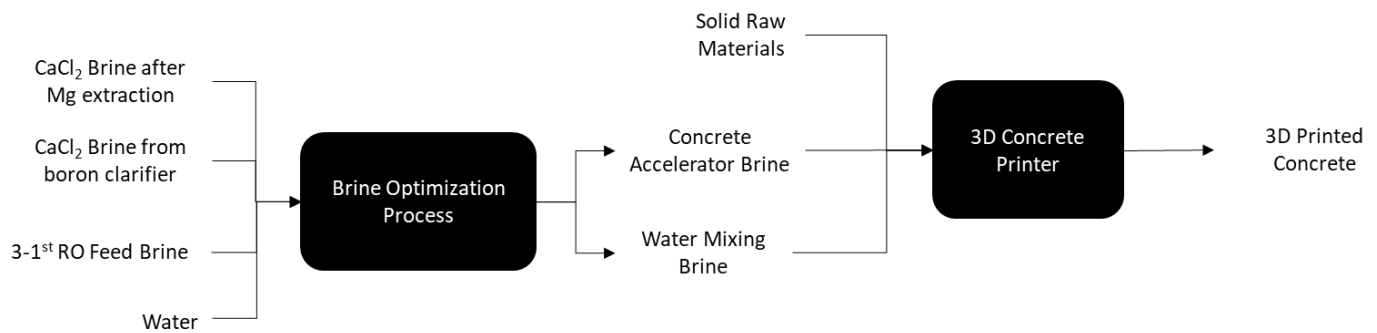 CaCl₂ Brine after
Mg extraction
CaCl₂ Brine from
boron clarifier
3-1ˢᵗ RO Feed Brine
Water
Brine Optimization
Process
Solid Raw
Materials
Concrete
Accelerator Brine
Water Mixing
Brine
3D Concrete
Printer
3D Printed
Concrete